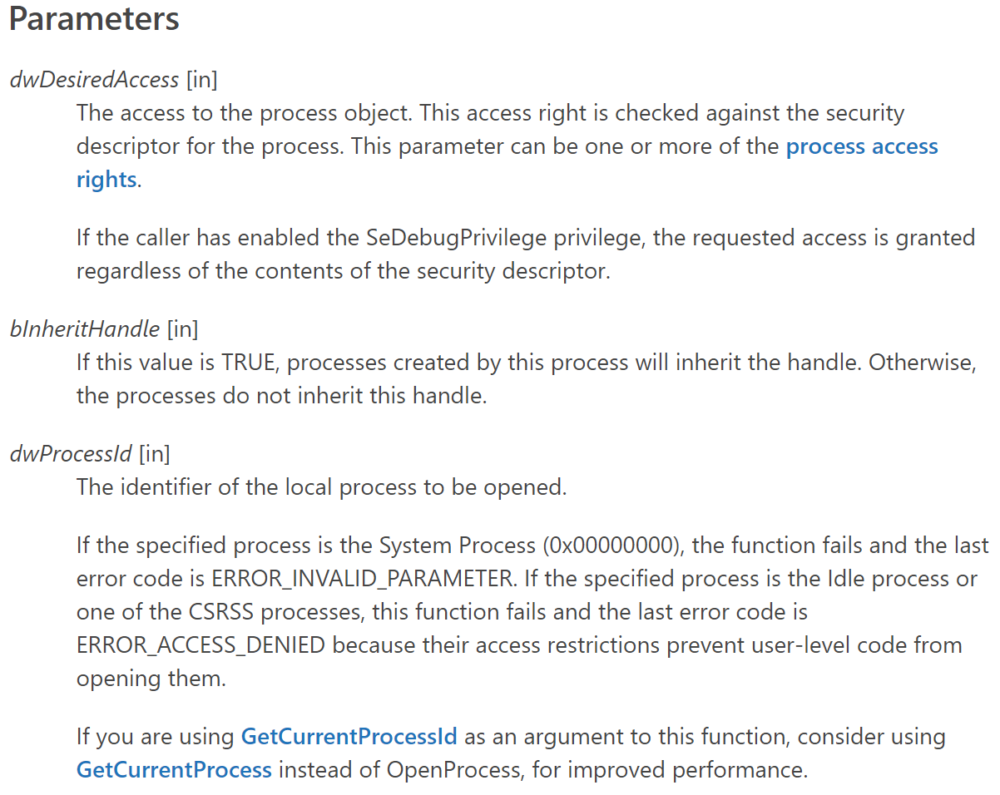 Parameters
dwDesiredAccess [in]
The access to the process object. This access right is checked against the security
descriptor for the process. This parameter can be one or more of the process access
rights.
If the caller has enabled the SeDebugPrivilege privilege, the requested access is granted
regardless of the contents of the security descriptor.
bInheritHandle [in]
If this value is TRUE, processes created by this process will inherit the handle. Otherwise,
the processes do not inherit this handle.
dwProcessId [in]
The identifier of the local process to be opened.
If the specified process is the System Process (0x00000000), the function fails and the last
error code is ERROR_INVALID_PARAMETER. If the specified process is the Idle process or
one of the CSRSS processes, this function fails and the last error code is
ERROR_ACCESS_DENIED because their access restrictions prevent user-level code from
opening them.
If you are using GetCurrentProcessId as an argument to this function, consider using
GetCurrentProcess instead of OpenProcess, for improved performance.